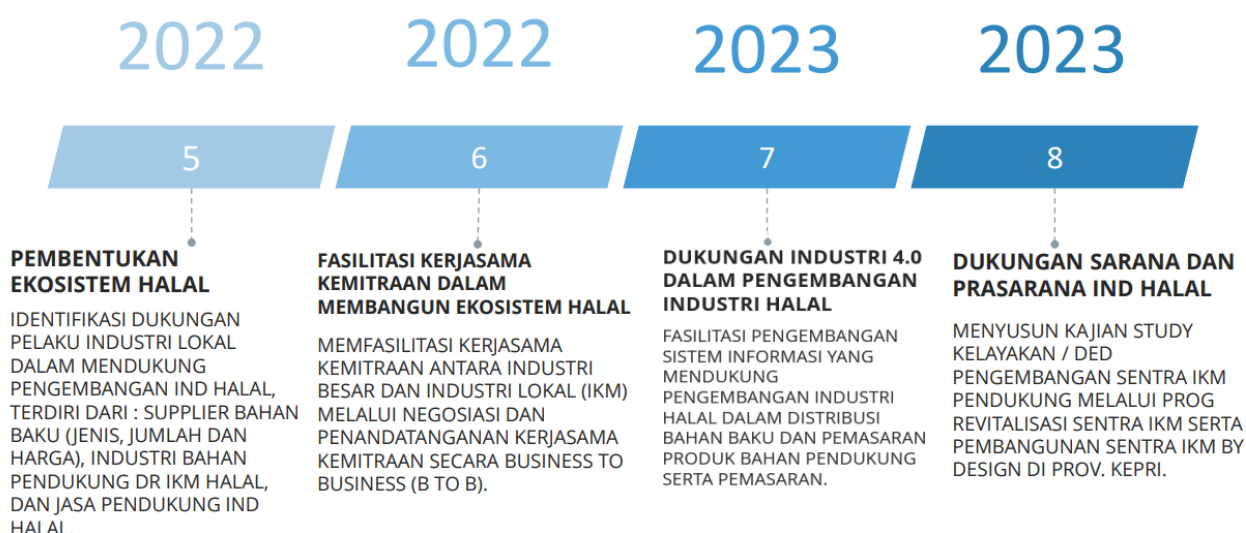 2022
2022
2023
2023
5
6
7
8
PEMBENTUKAN
EKOSISTEM HALAL
IDENTIFIKASI DUKUNGAN
PELAKU INDUSTRI LOKAL
DALAM MENDUKUNG
PENGEMBANGAN IND HALAL,
TERDIRI DARI : SUPPLIER BAHAN
BAKU (JENIS, JUMLAH DAN
HARGA), INDUSTRI BAHAN
PENDUKUNG DR IKM HALAL,
DAN JASA PENDUKUNG IND
HALAL.
FASILITASI KERJASAMA
KEMITRAAN DALAM
MEMBANGUN EKOSISTEM HALAL
MEMFASILITASI KERJASAMA
KEMITRAAN ANTARA INDUSTRI
BESAR DAN INDUSTRI LOKAL (IKM)
MELALUI NEGOSIASI DAN
PENANDATANGANAN KERJASAMA
KEMITRAAN SECARA BUSINESS TO
BUSINESS (B TO B).
DUKUNGAN INDUSTRI 4.0
DALAM PENGEMBANGAN
INDUSTRI HALAL
FASILITASI PENGEMBANGAN
SISTEM INFORMASI YANG
MENDUKUNG
PENGEMBANGAN INDUSTRI
HALAL DALAM DISTRIBUSI
BAHAN BAKU DAN PEMASARAN
PRODUK BAHAN PENDUKUNG
SERTA PEMASARAN.
DUKUNGAN SARANA DAN
PRASARANA IND HALAL
MENYUSUN KAJIAN STUDY
KELAYAKAN / DED
PENGEMBANGAN SENTRA IKM
PENDUKUNG MELALUI PROG
REVITALISASI SENTRA IKM SERTA
PEMBANGUNAN SENTRA IKM BY
DESIGN DI PROV. KEPRI.